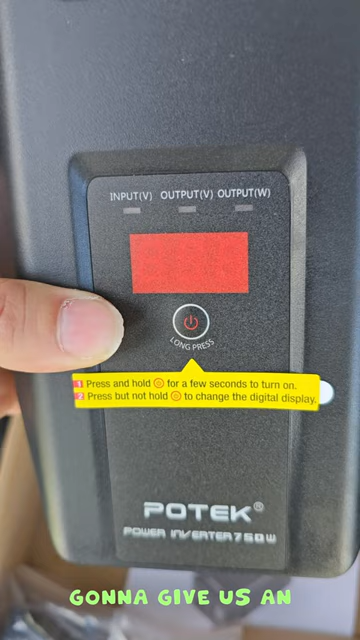 INPUT(V) OUTPUT(V) OUTPUT(W)
LONG PRESS
1 Press and hold for a few seconds to turn on.
2 Press but not hold to change the digital display.
POTEK®
POWER INVERTER 750W
GONNA GIVE US AN